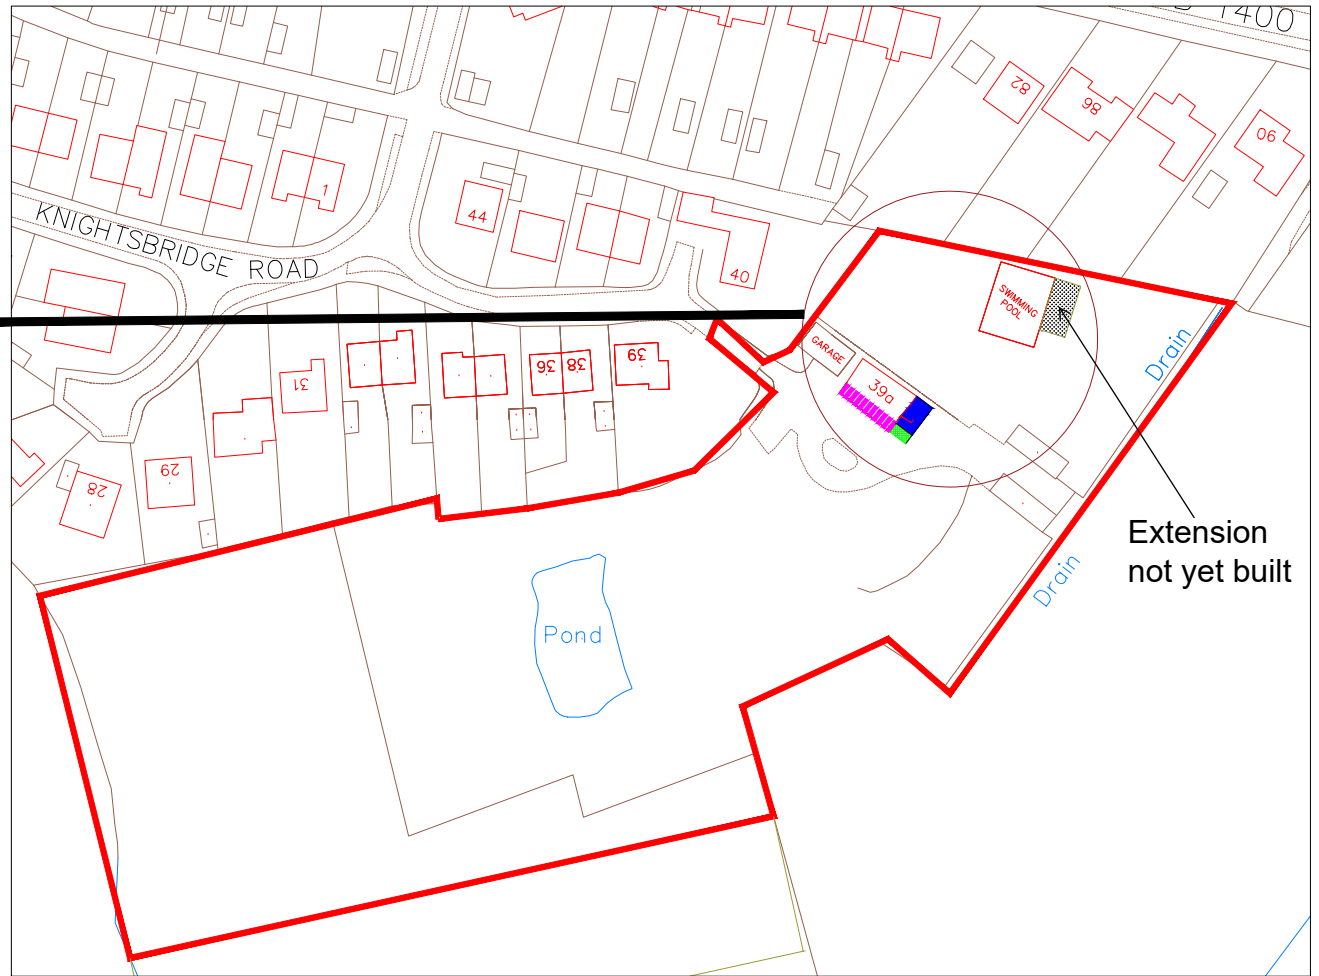 1400
82
86
90
1
44
40
KNIGHTSBRIDGE ROAD
SWIMMING
POOL
GARAGE
39a
Drain
31
36
38
39
29
28
Extension
not yet built
Drain
Pond